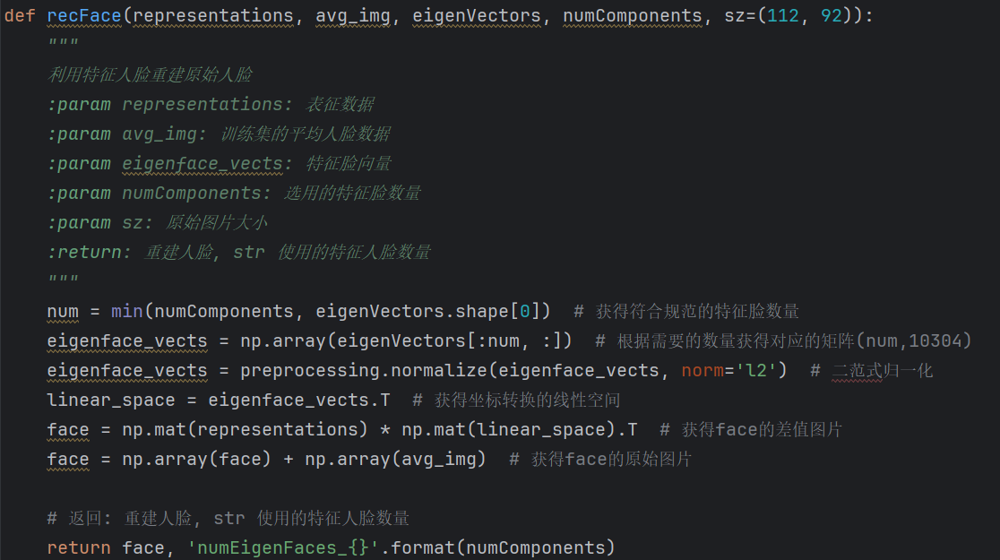 def recFace(representations, avg_img, eigenVectors, numComponents, sz=(112, 92)):
    """
    利用特征人脸重建原始人脸
    :param representations: 表征数据
    :param avg_img: 训练集的平均人脸数据
    :param eigenface_vects: 特征脸向量
    :param numComponents: 选用的特征脸数量
    :param sz: 原始图片大小
    :return: 重建人脸, str 使用的特征人脸数量
    """
    num = min(numComponents, eigenVectors.shape[0])  # 获得符合规范的特征脸数量
    eigenface_vects = np.array(eigenVectors[:num, :])  # 根据需要的数量获得对应的矩阵(num,10304)
    eigenface_vects = preprocessing.normalize(eigenface_vects, norm='l2')  # 二范式归一化
    linear_space = eigenface_vects.T  # 获得坐标转换的线性空间
    face = np.mat(representations) * np.mat(linear_space).T  # 获得face的差值图片
    face = np.array(face) + np.array(avg_img)  # 获得face的原始图片
    # 返回: 重建人脸, str 使用的特征人脸数量
    return face, 'numEigenFaces_{}'.format(numComponents)